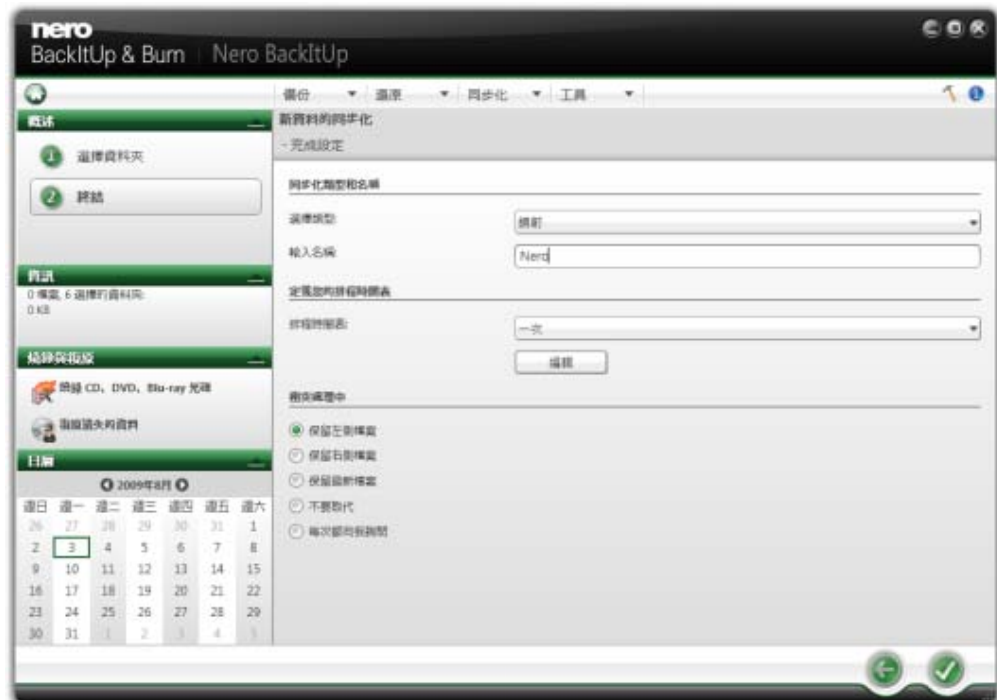 nero
BackItUp & Burn | Nero BackItUp
備份 還原 同步化 工具
概述
1 選擇資料夾
2 終結
資訊
0 檔案, 6 選擇的資料夾:
0 KB
燒錄與復原
燒錄 CD、DVD、Blu-ray 光碟
復原遺失的資料
日曆
2009年8月
週日 週一 週二 週三 週四 週五 週六
26 27 28 29 30 31 1
2 3 4 5 6 7 8
9 10 11 12 13 14 15
16 17 18 19 20 21 22
23 24 25 26 27 28 29
30 31 1 2 3 4 5
新資料的同步化
- 完成設定
同步化類型和名稱
選擇類型: 鏡射
輸入名稱: Nero
定義您的排程時間表
排程時間表: 一次
編輯
衝突處理中
保留左側檔案
保留右側檔案
保留最新檔案
不要取代
每次都向我詢問